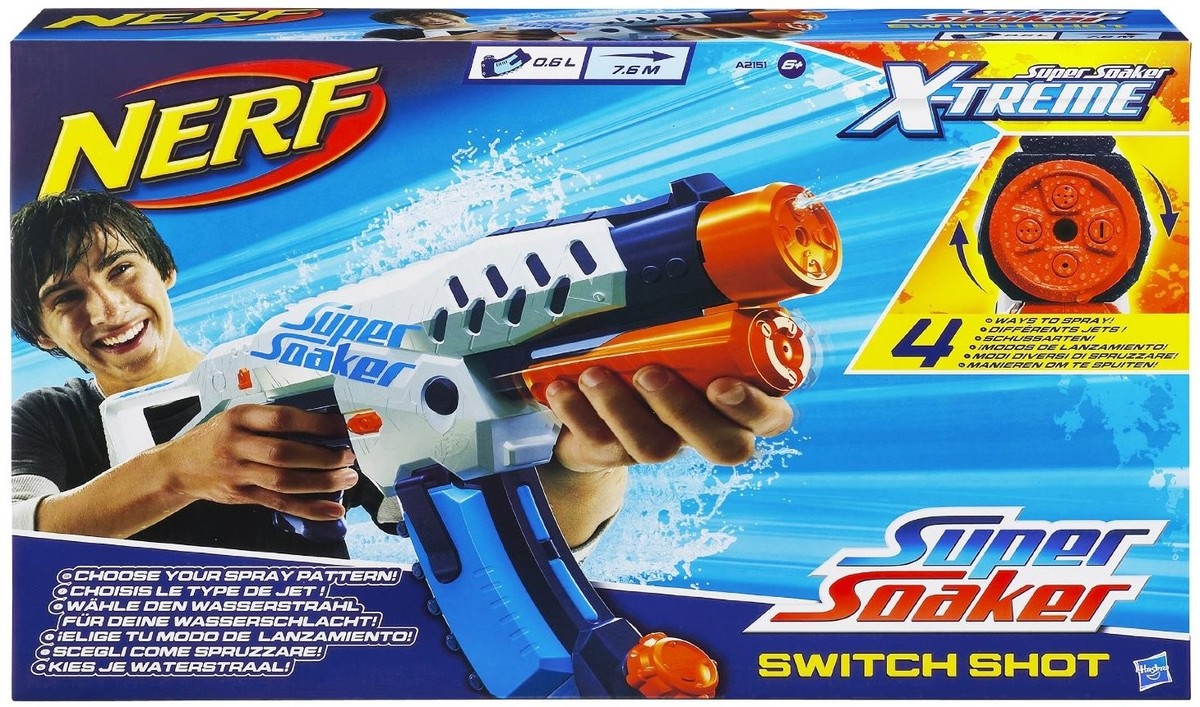 SWITCH SHOT
0.6 L
7.6 M
A2151
6+
NERF
Super Soaker
X-TREME
Super
Soaker
4
WAYS TO SPRAY!
DIFFÉRENTS JETS !
SCHUSSARTEN!
¡MODOS DE LANZAMIENTO!
MODI DIVERSI DI SPRUZZARE!
MANIEREN OM TE SPUITEN!
CHOOSE YOUR SPRAY PATTERN!
CHOISIS LE TYPE DE JET !
WÄHLE DEN WASSERSTRAHL
FÜR DEINE WASSERSCHLACHT!
¡ELIGE TU MODO DE LANZAMIENTO!
SCEGLI COME SPRUZZARE!
KIES JE WATERSTRAAL!
Super
Soaker
SWITCH SHOT
Hasbro